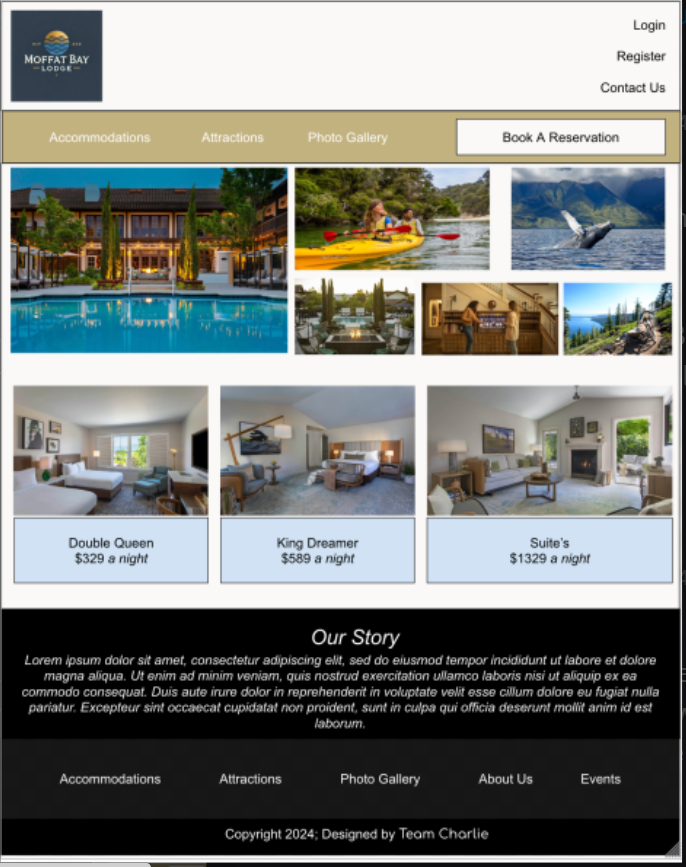 MOFFAT BAY
LODGE
Login
Register
Contact Us
Accommodations
Attractions
Photo Gallery
Book A Reservation
Double Queen
$329 a night
King Dreamer
$589 a night
Suite's
$1329 a night
Our Story
Lorem ipsum dolor sit amet, consectetur adipiscing elit, sed do eiusmod tempor incididunt ut labore et dolore
magna aliqua. Ut enim ad minim veniam, quis nostrud exercitation ullamco laboris nisi ut aliquip ex ea
commodo consequat. Duis aute irure dolor in reprehenderit in voluptate velit esse cillum dolore eu fugiat nulla
pariatur. Excepteur sint occaecat cupidatat non proident, sunt in culpa qui officia deserunt mollit anim id est
laborum.
Accommodations
Attractions
Photo Gallery
About Us
Events
Copyright 2024; Designed by Team Charlie